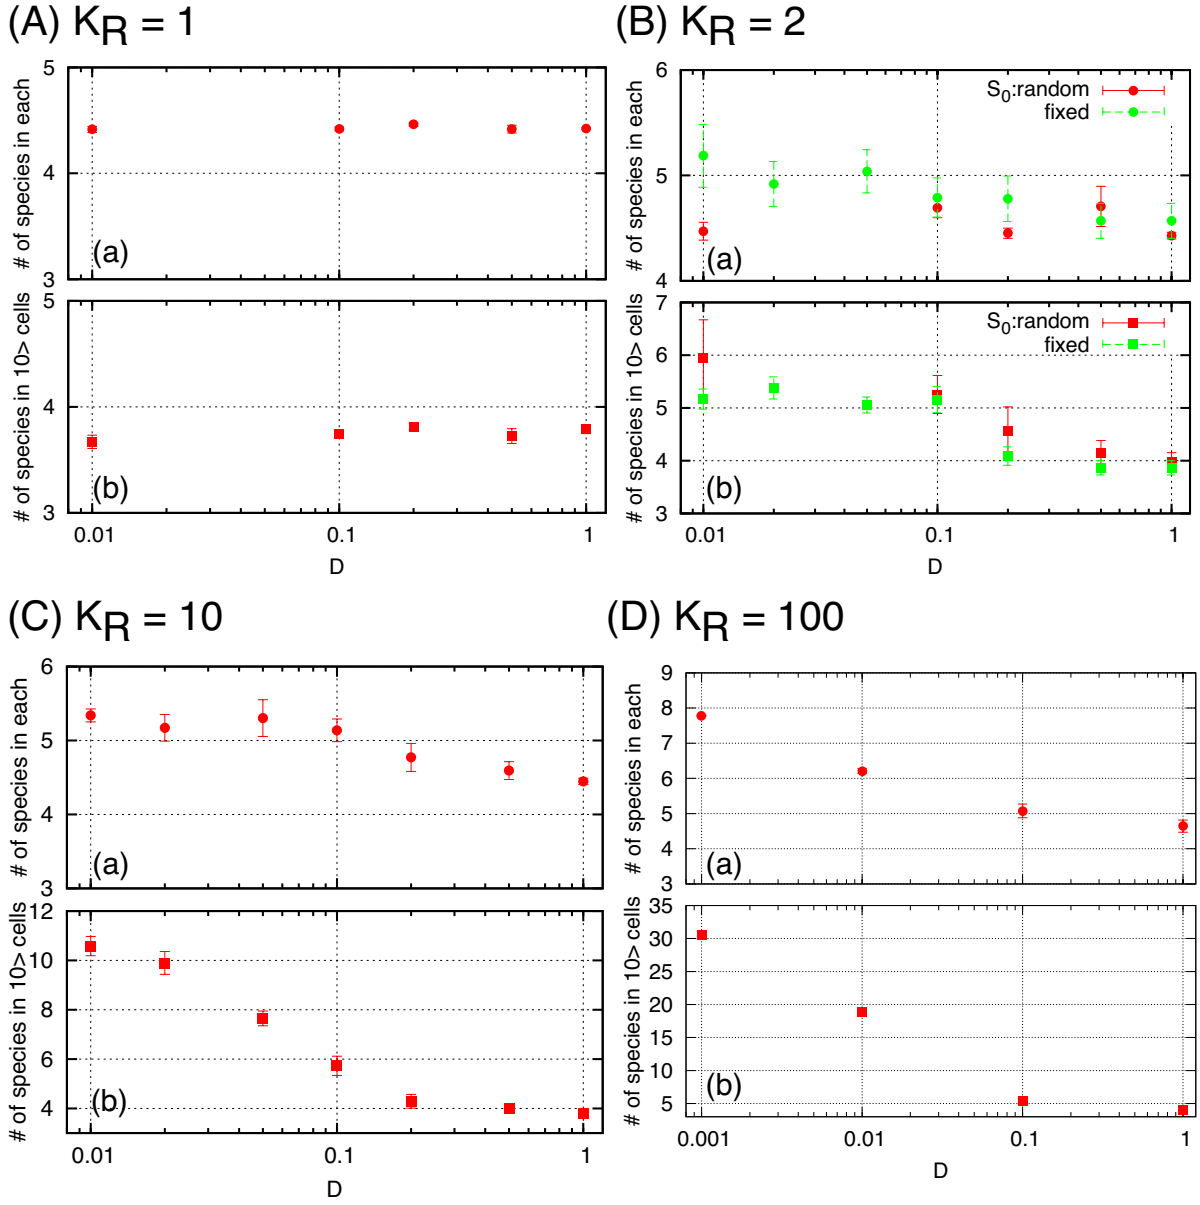 (A) K_R = 1
# of species in each
5
4
3
(a)
# of species in 10> cells
5
4
3
(b)
0.01
0.1
1
D
(B) K_R = 2
# of species in each
6
5
4
S_0:random
fixed
(a)
# of species in 10> cells
7
6
5
4
3
S_0:random
fixed
(b)
0.01
0.1
1
D
(C) K_R = 10
# of species in each
6
5
4
3
(a)
# of species in 10> cells
12
10
8
6
4
(b)
0.01
0.1
1
D
(D) K_R = 100
# of species in each
9
8
7
6
5
4
3
(a)
# of species in 10> cells
35
30
25
20
15
10
5
(b)
0.001
0.01
0.1
1
D